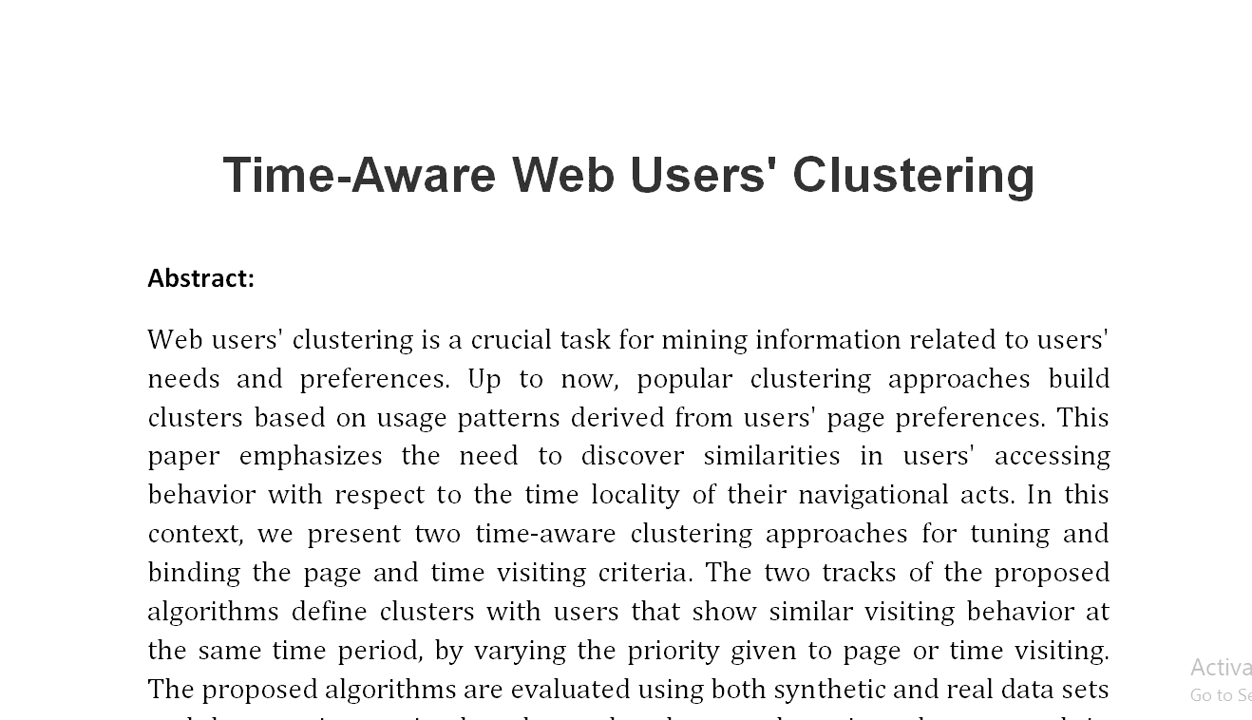 Time-Aware Web Users' Clustering
Abstract:
Web users' clustering is a crucial task for mining information related to users'
needs and preferences. Up to now, popular clustering approaches build
clusters based on usage patterns derived from users' page preferences. This
paper emphasizes the need to discover similarities in users' accessing
behavior with respect to the time locality of their navigational acts. In this
context, we present two time-aware clustering approaches for tuning and
binding the page and time visiting criteria. The two tracks of the proposed
algorithms define clusters with users that show similar visiting behavior at
the same time period, by varying the priority given to page or time visiting.
The proposed algorithms are evaluated using both synthetic and real data sets
Activa
Go to Se